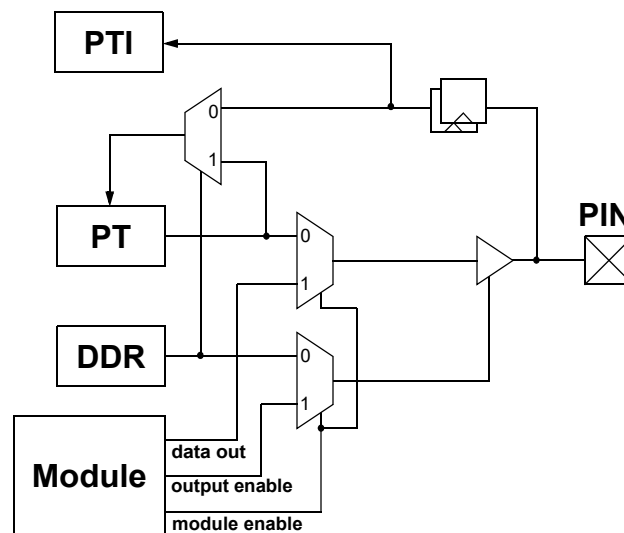 PTI
0
1
PT
PIN
0
1
DDR
0
1
Module
data out
output enable
module enable